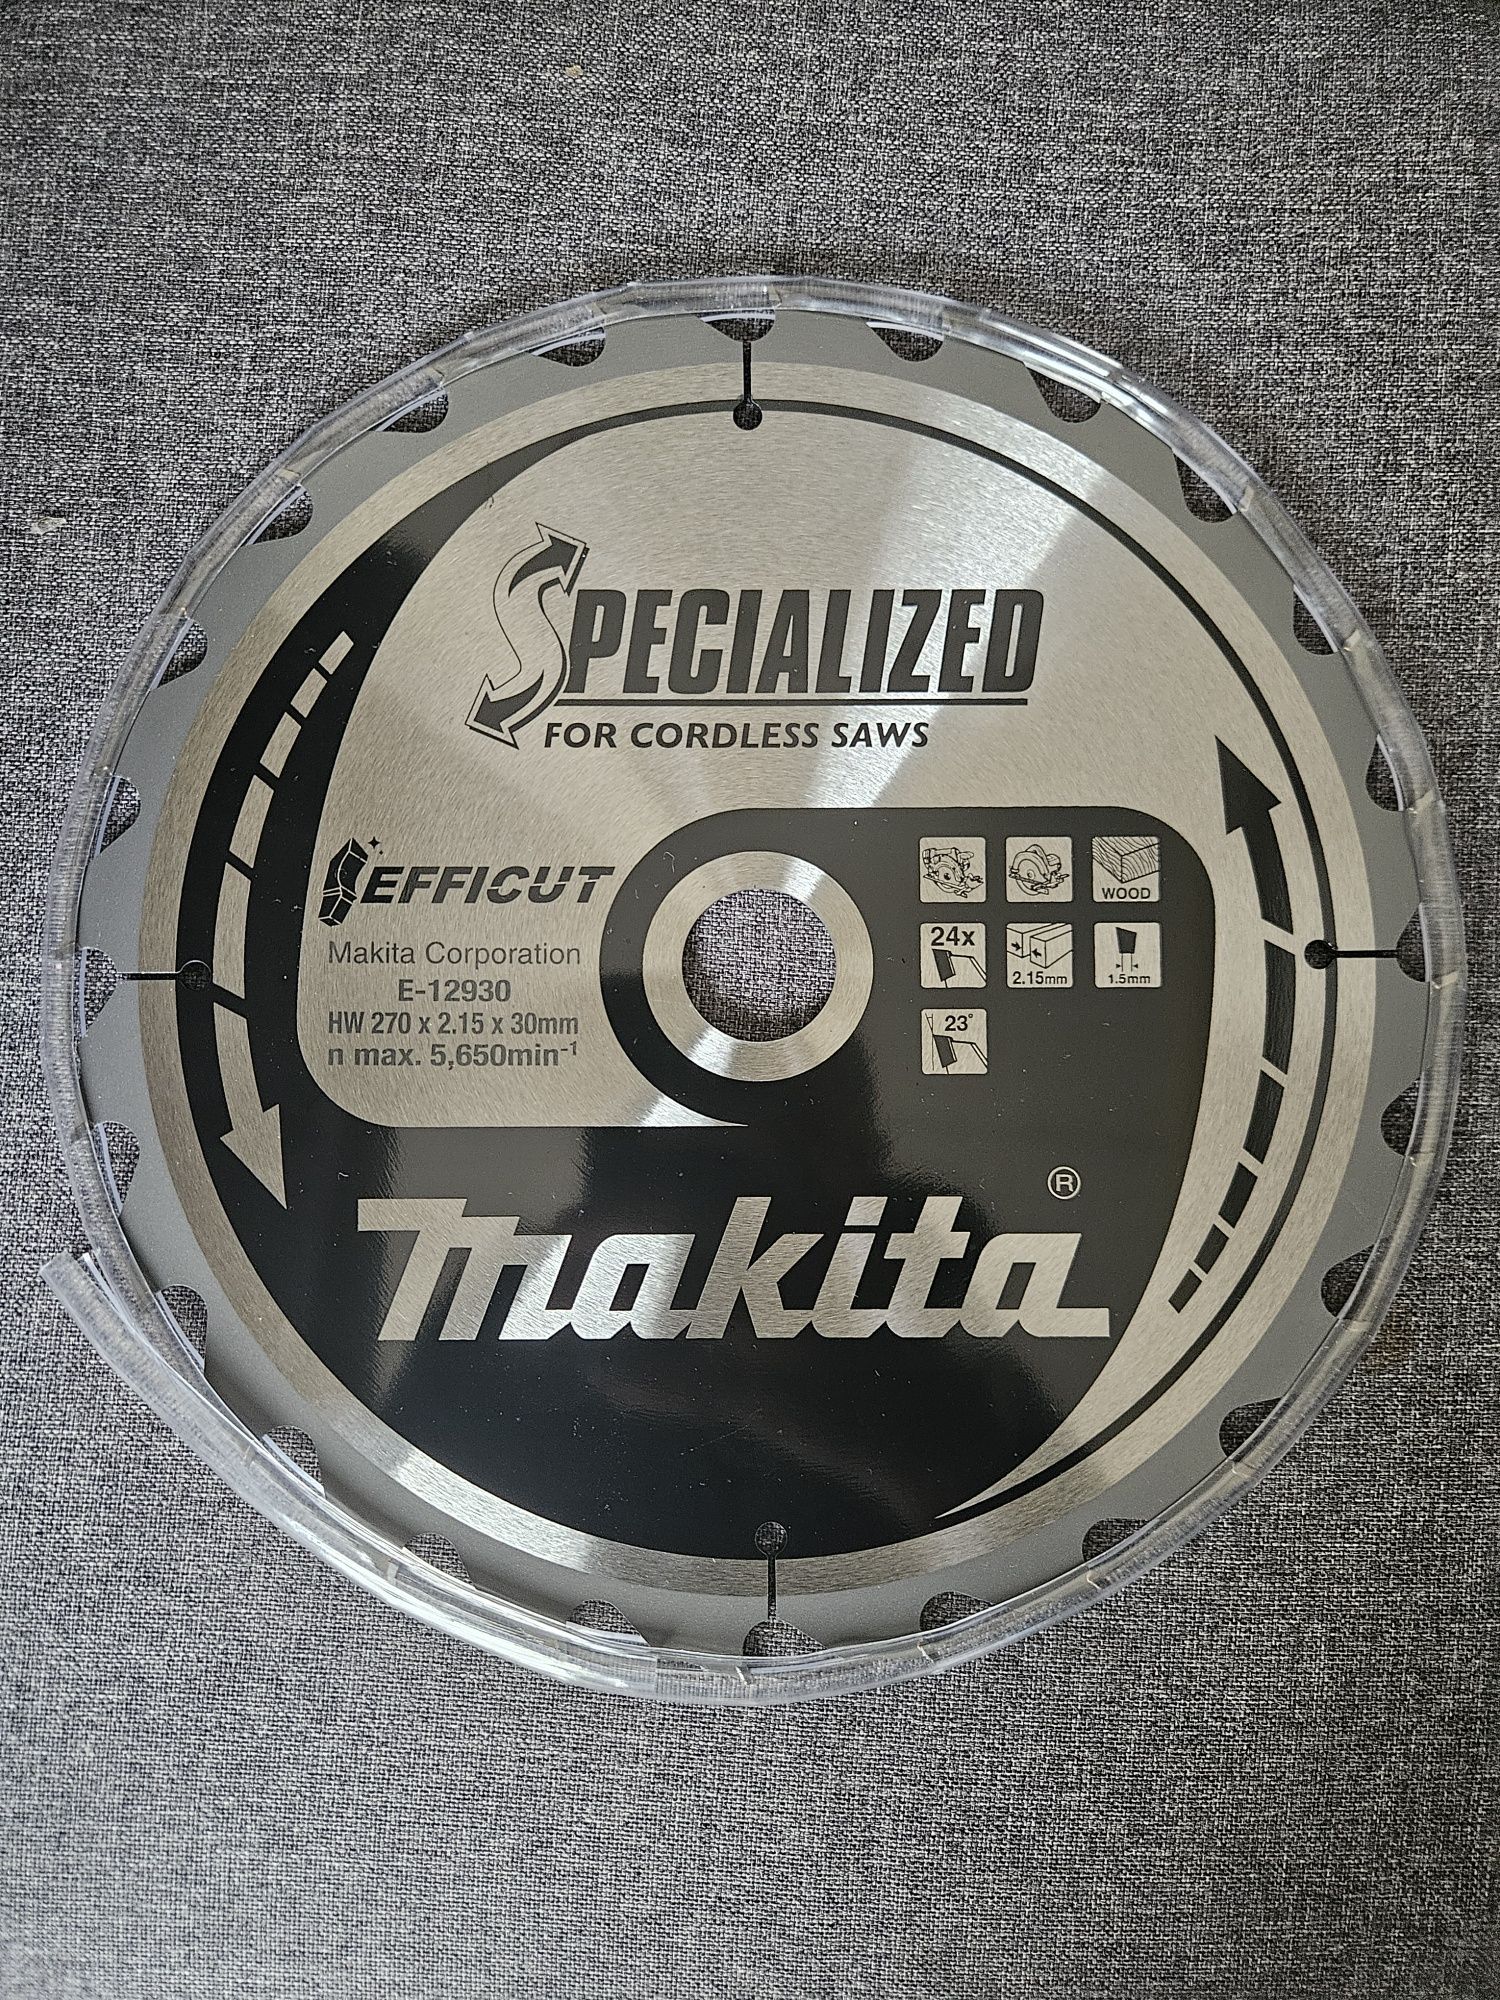 SPECIALIZED
FOR CORDLESS SAWS
EFFICUT
Makita Corporation
E-12930
HW 270 x 2.15 x 30mm
n max. 5,650min⁻¹
WOOD
24x
2.15mm
1.5mm
23°
makita®